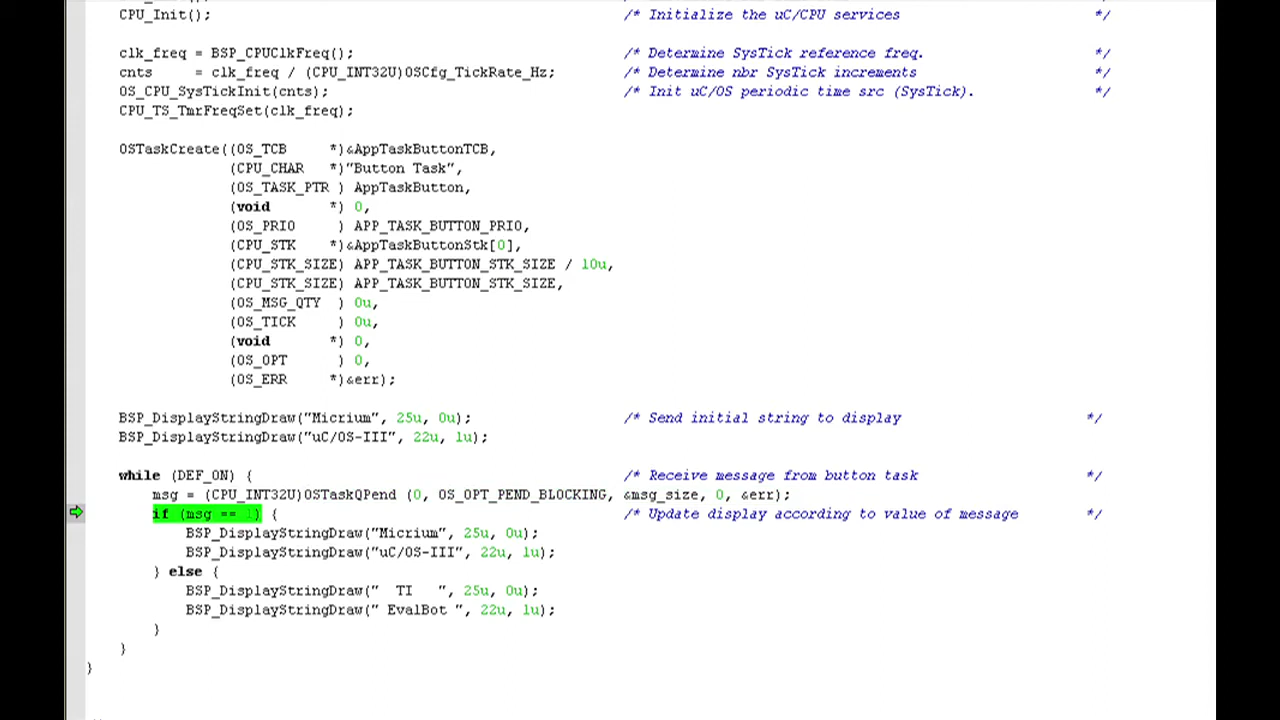 CPU_Init(); /* Initialize the uC/CPU services */
clk_freq = BSP_CPUClkFreq(); /* Determine SysTick reference freq. */
cnts = clk_freq / (CPU_INT32U)OSCfg_TickRate_Hz; /* Determine nbr SysTick increments */
OS_CPU_SysTickInit(cnts); /* Init uC/OS periodic time src (SysTick). */
CPU_TS_TmrFreqSet(clk_freq);
OSTaskCreate((OS_TCB *)&AppTaskButtonTCB,
(CPU_CHAR *)"Button Task",
(OS_TASK_PTR ) AppTaskButton,
(void *) 0,
(OS_PRIO ) APP_TASK_BUTTON_PRIO,
(CPU_STK *)&AppTaskButtonStk[0],
(CPU_STK_SIZE) APP_TASK_BUTTON_STK_SIZE / 10u,
(CPU_STK_SIZE) APP_TASK_BUTTON_STK_SIZE,
(OS_MSG_QTY ) 0u,
(OS_TICK ) 0u,
(void *) 0,
(OS_OPT ) 0,
(OS_ERR *)&err);
BSP_DisplayStringDraw("Micrium", 25u, 0u); /* Send initial string to display */
BSP_DisplayStringDraw("uC/OS-III", 22u, 1u);
while (DEF_ON) { /* Receive message from button task */
msg = (CPU_INT32U)OSTaskQPend (0, OS_OPT_PEND_BLOCKING, &msg_size, 0, &err);
if (msg == 1) { /* Update display according to value of message */
BSP_DisplayStringDraw("Micrium", 25u, 0u);
BSP_DisplayStringDraw("uC/OS-III", 22u, 1u);
} else {
BSP_DisplayStringDraw("  TI   ", 25u, 0u);
BSP_DisplayStringDraw(" EvalBot ", 22u, 1u);
}
}
}